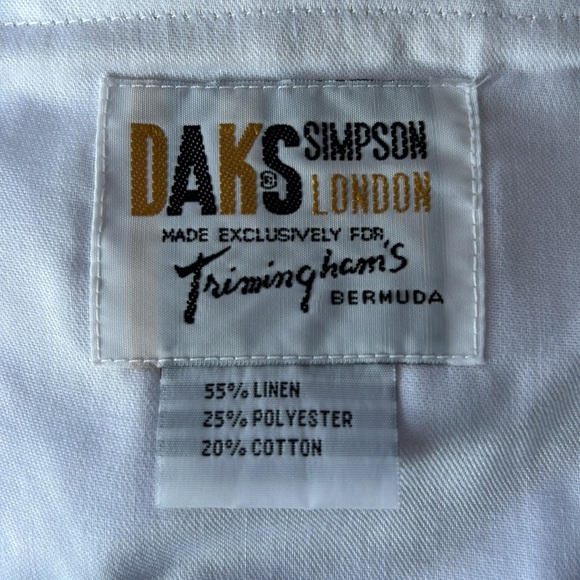 DAKS SIMPSON
LONDON
MADE EXCLUSIVELY FOR
Trimingham's
BERMUDA
55% LINEN
25% POLYESTER
20% COTTON